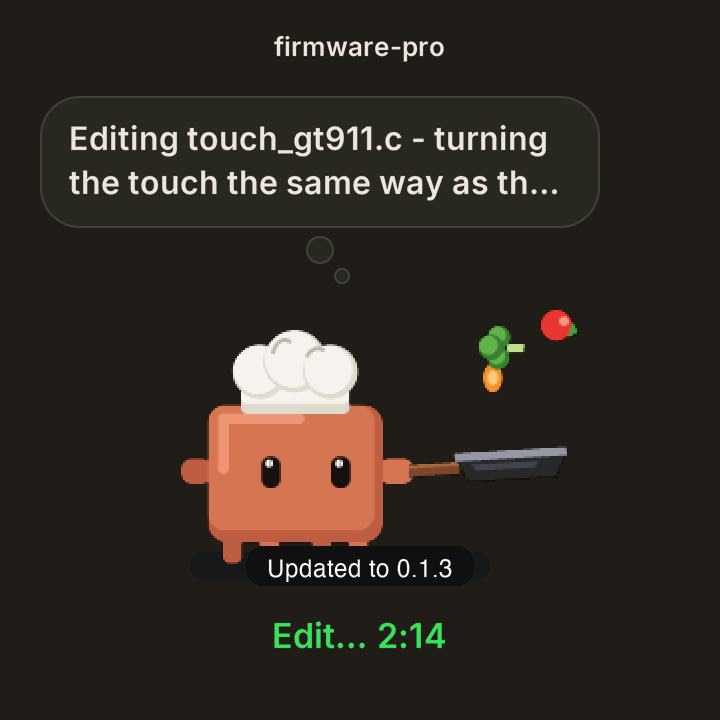 firmware-pro
Editing touch_gt911.c - turning
the touch the same way as th...
Updated to 0.1.3
Edit... 2:14